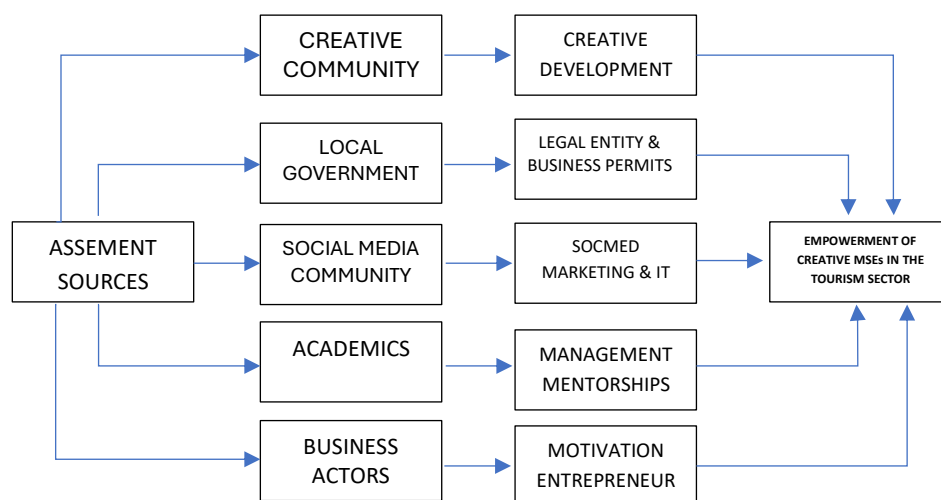 CREATIVE
COMMUNITY
CREATIVE
DEVELOPMENT
LOCAL
GOVERNMENT
LEGAL ENTITY &
BUSINESS PERMITS
ASSEMENT
SOURCES
SOCIAL MEDIA
COMMUNITY
SOCMED
MARKETING & IT
EMPOWERMENT OF
CREATIVE MSEs IN THE
TOURISM SECTOR
ACADEMICS
MANAGEMENT
MENTORSHIPS
BUSINESS
ACTORS
MOTIVATION
ENTREPRENEUR